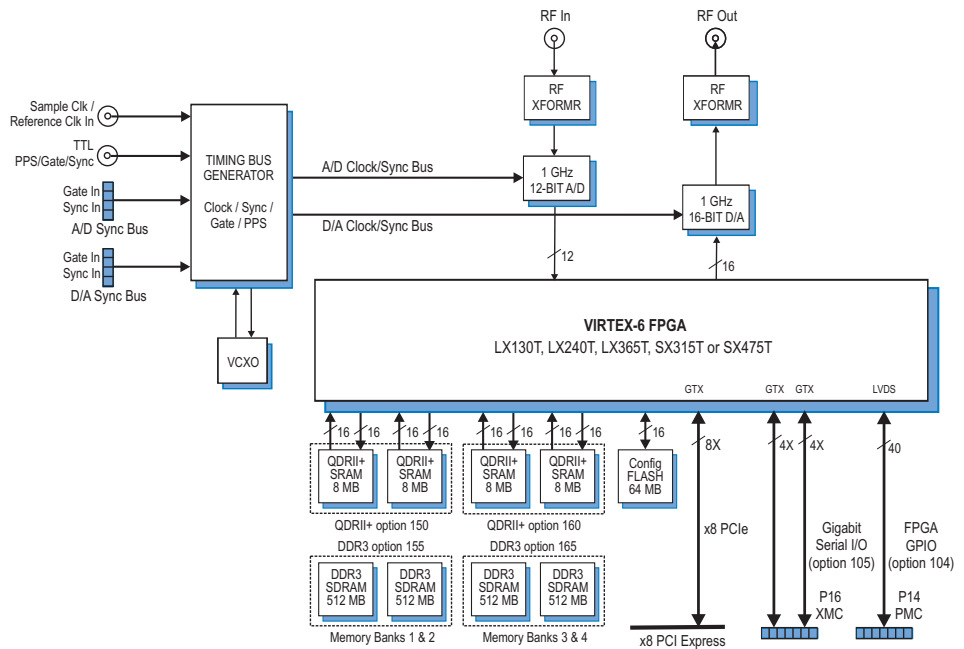 RF In
RF Out
RF
XFORMR
RF
XFORMR
Sample Clk /
Reference Clk In
TTL
PPS/Gate/Sync
Gate In
Sync In
A/D Sync Bus
Gate In
Sync In
D/A Sync Bus
TIMING BUS
GENERATOR
Clock / Sync /
Gate / PPS
VCXO
A/D Clock/Sync Bus
D/A Clock/Sync Bus
1 GHz
12-BIT A/D
1 GHz
16-BIT D/A
12
16
VIRTEX-6 FPGA
LX130T, LX240T, LX365T, SX315T or SX475T
GTX
GTX
GTX
LVDS
16
16
16
16
16
16
16
16
16
8X
4X
4X
40
QDRII+
SRAM
8 MB
QDRII+
SRAM
8 MB
QDRII+
SRAM
8 MB
QDRII+
SRAM
8 MB
Config
FLASH
64 MB
QDRII+ option 150
QDRII+ option 160
DDR3 option 155
DDR3 option 165
DDR3
SDRAM
512 MB
DDR3
SDRAM
512 MB
DDR3
SDRAM
512 MB
DDR3
SDRAM
512 MB
Memory Banks 1 & 2
Memory Banks 3 & 4
x8 PCIe
x8 PCI Express
Gigabit
Serial I/O
(option 105)
P16
XMC
FPGA
GPIO
(option 104)
P14
PMC